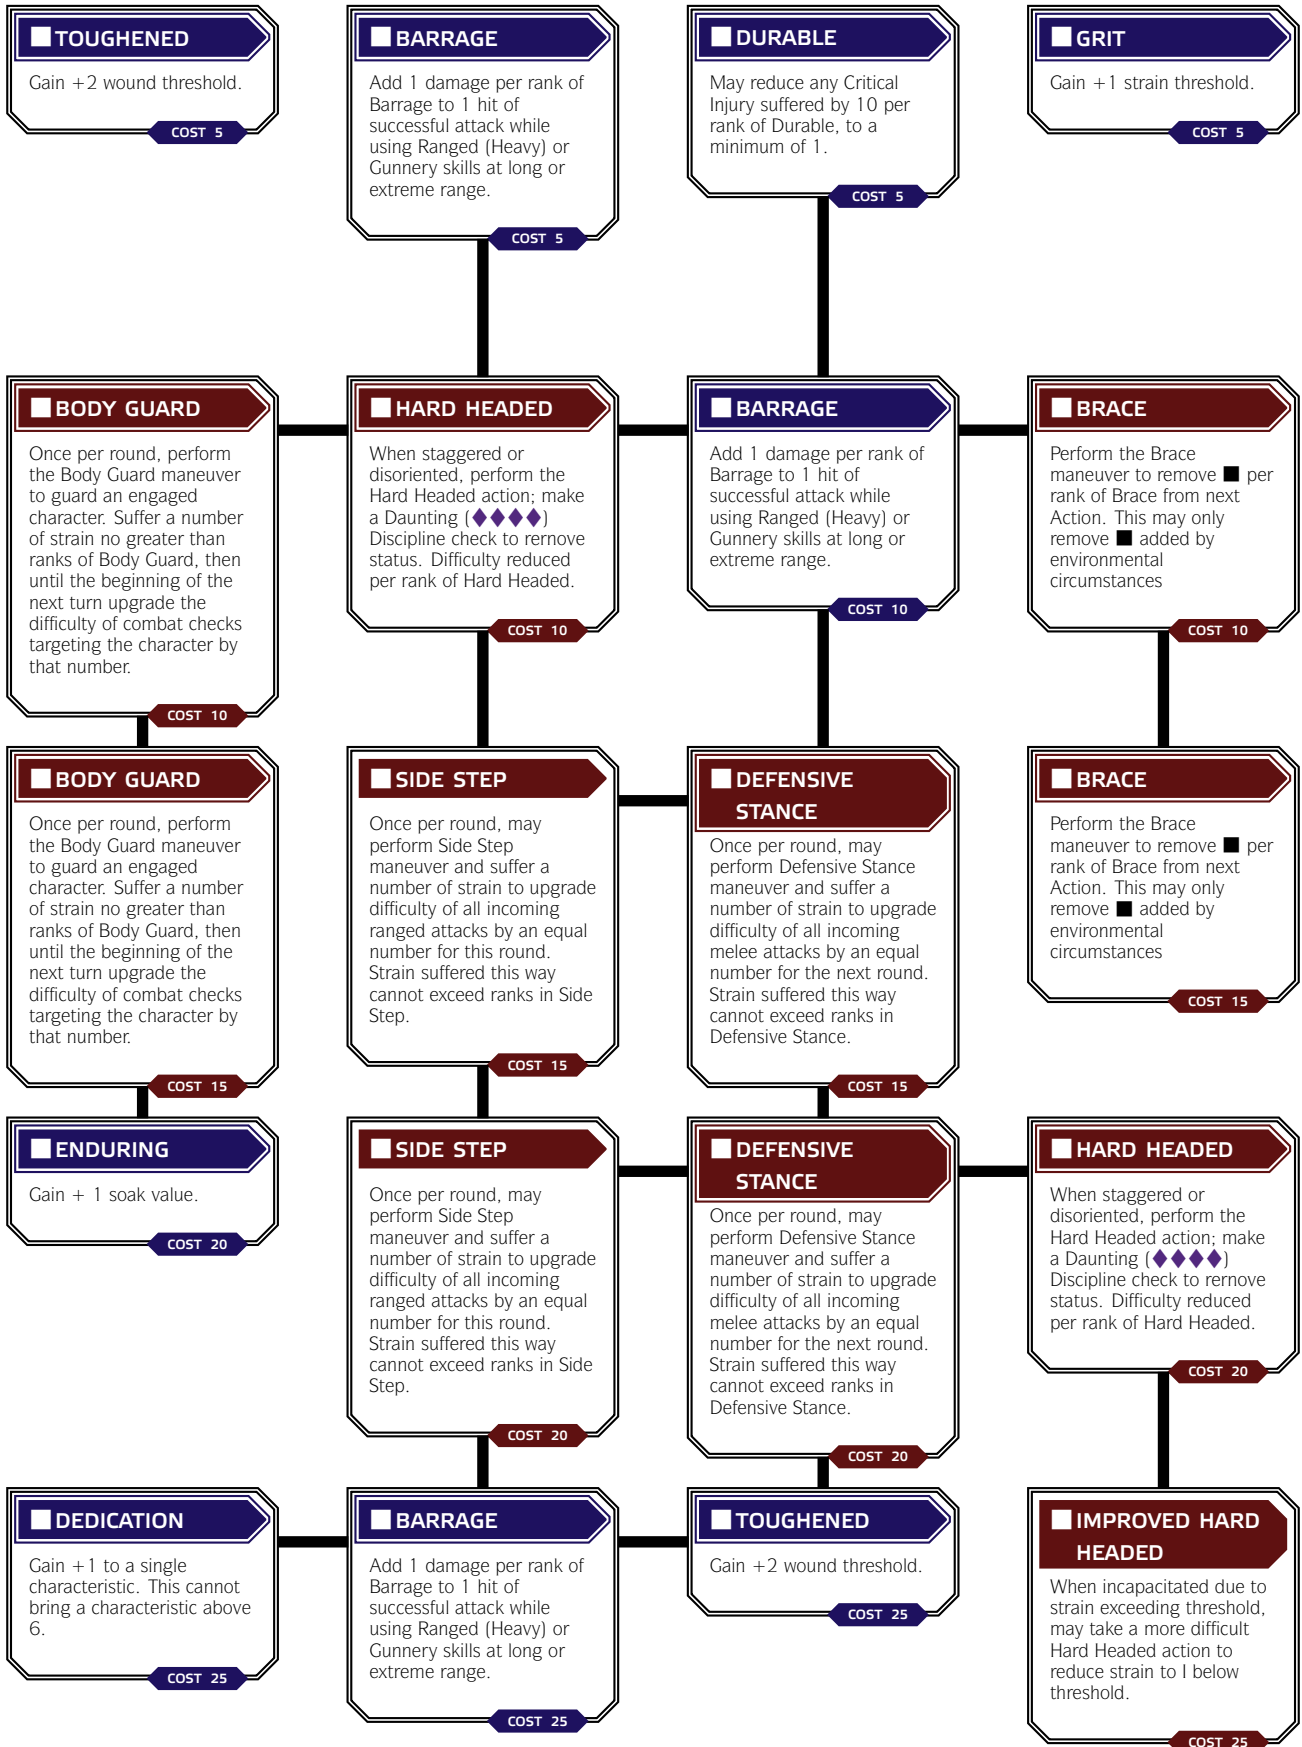 TOUGHENED
Gain +2 wound threshold.
COST 5
BARRAGE
Add 1 damage per rank of
Barrage to 1 hit of
successful attack while
using Ranged (Heavy) or
Gunnery skills at long or
extreme range.
COST 5
DURABLE
May reduce any Critical
Injury suffered by 10 per
rank of Durable, to a
minimum of 1.
COST 5
GRIT
Gain +1 strain threshold.
COST 5
BODY GUARD
Once per round, perform
the Body Guard maneuver
to guard an engaged
character. Suffer a number
of strain no greater than
ranks of Body Guard, then
until the beginning of the
next turn upgrade the
difficulty of combat checks
targeting the character by
that number.
COST 10
HARD HEADED
When staggered or
disoriented, perform the
Hard Headed action; make
a Daunting (♦♦♦♦)
Discipline check to rernove
status. Difficulty reduced
per rank of Hard Headed.
COST 10
BARRAGE
Add 1 damage per rank of
Barrage to 1 hit of
successful attack while
using Ranged (Heavy) or
Gunnery skills at long or
extreme range.
COST 10
BRACE
Perform the Brace
maneuver to remove ■ per
rank of Brace from next
Action. This may only
remove ■ added by
environmental
circumstances
COST 10
BODY GUARD
Once per round, perform
the Body Guard maneuver
to guard an engaged
character. Suffer a number
of strain no greater than
ranks of Body Guard, then
until the beginning of the
next turn upgrade the
difficulty of combat checks
targeting the character by
that number.
COST 15
SIDE STEP
Once per round, may
perform Side Step
maneuver and suffer a
number of strain to upgrade
difficulty of all incoming
ranged attacks by an equal
number for this round.
Strain suffered this way
cannot exceed ranks in Side
Step.
COST 15
DEFENSIVE
STANCE
Once per round, may
perform Defensive Stance
maneuver and suffer a
number of strain to upgrade
difficulty of all incoming
melee attacks by an equal
number for the next round.
Strain suffered this way
cannot exceed ranks in
Defensive Stance.
COST 15
BRACE
Perform the Brace
maneuver to remove ■ per
rank of Brace from next
Action. This may only
remove ■ added by
environmental
circumstances
COST 15
ENDURING
Gain + 1 soak value.
COST 20
SIDE STEP
Once per round, may
perform Side Step
maneuver and suffer a
number of strain to upgrade
difficulty of all incoming
ranged attacks by an equal
number for this round.
Strain suffered this way
cannot exceed ranks in Side
Step.
COST 20
DEFENSIVE
STANCE
Once per round, may
perform Defensive Stance
maneuver and suffer a
number of strain to upgrade
difficulty of all incoming
melee attacks by an equal
number for the next round.
Strain suffered this way
cannot exceed ranks in
Defensive Stance.
COST 20
HARD HEADED
When staggered or
disoriented, perform the
Hard Headed action; make
a Daunting (♦♦♦♦)
Discipline check to rernove
status. Difficulty reduced
per rank of Hard Headed.
COST 20
DEDICATION
Gain +1 to a single
characteristic. This cannot
bring a characteristic above
6.
COST 25
BARRAGE
Add 1 damage per rank of
Barrage to 1 hit of
successful attack while
using Ranged (Heavy) or
Gunnery skills at long or
extreme range.
COST 25
TOUGHENED
Gain +2 wound threshold.
COST 25
IMPROVED HARD
HEADED
When incapacitated due to
strain exceeding threshold,
may take a more difficult
Hard Headed action to
reduce strain to I below
threshold.
COST 25